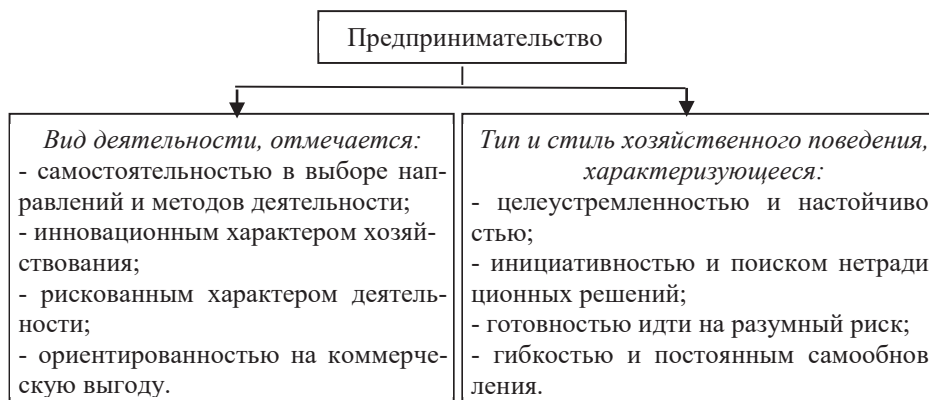 Предпринимательство
Вид деятельности, отмечается:
- самостоятельностью в выборе нап-
равлений и методов деятельности;
- инновационным характером хозяй-
ствования;
- рискованным характером деятель-
ности;
- ориентированностью на коммерче-
скую выгоду.
Тип и стиль хозяйственного поведения,
характеризующееся:
- целеустремленностью и настойчиво
стью;
- инициативностью и поиском нетради
ционных решений;
- готовностью идти на разумный риск;
- гибкостью и постоянным самообнов
ления.